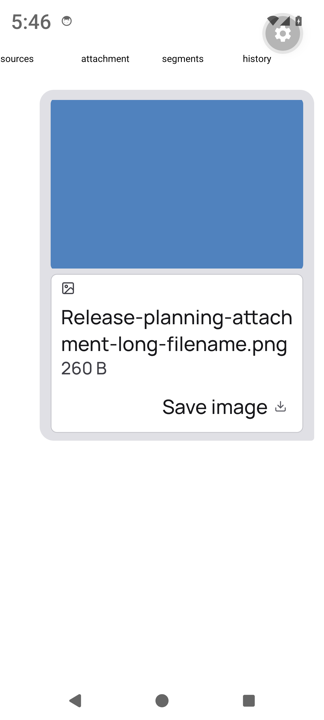 5:46
sources attachment segments history
Release-planning-attach
ment-long-filename.png
260 B
Save image